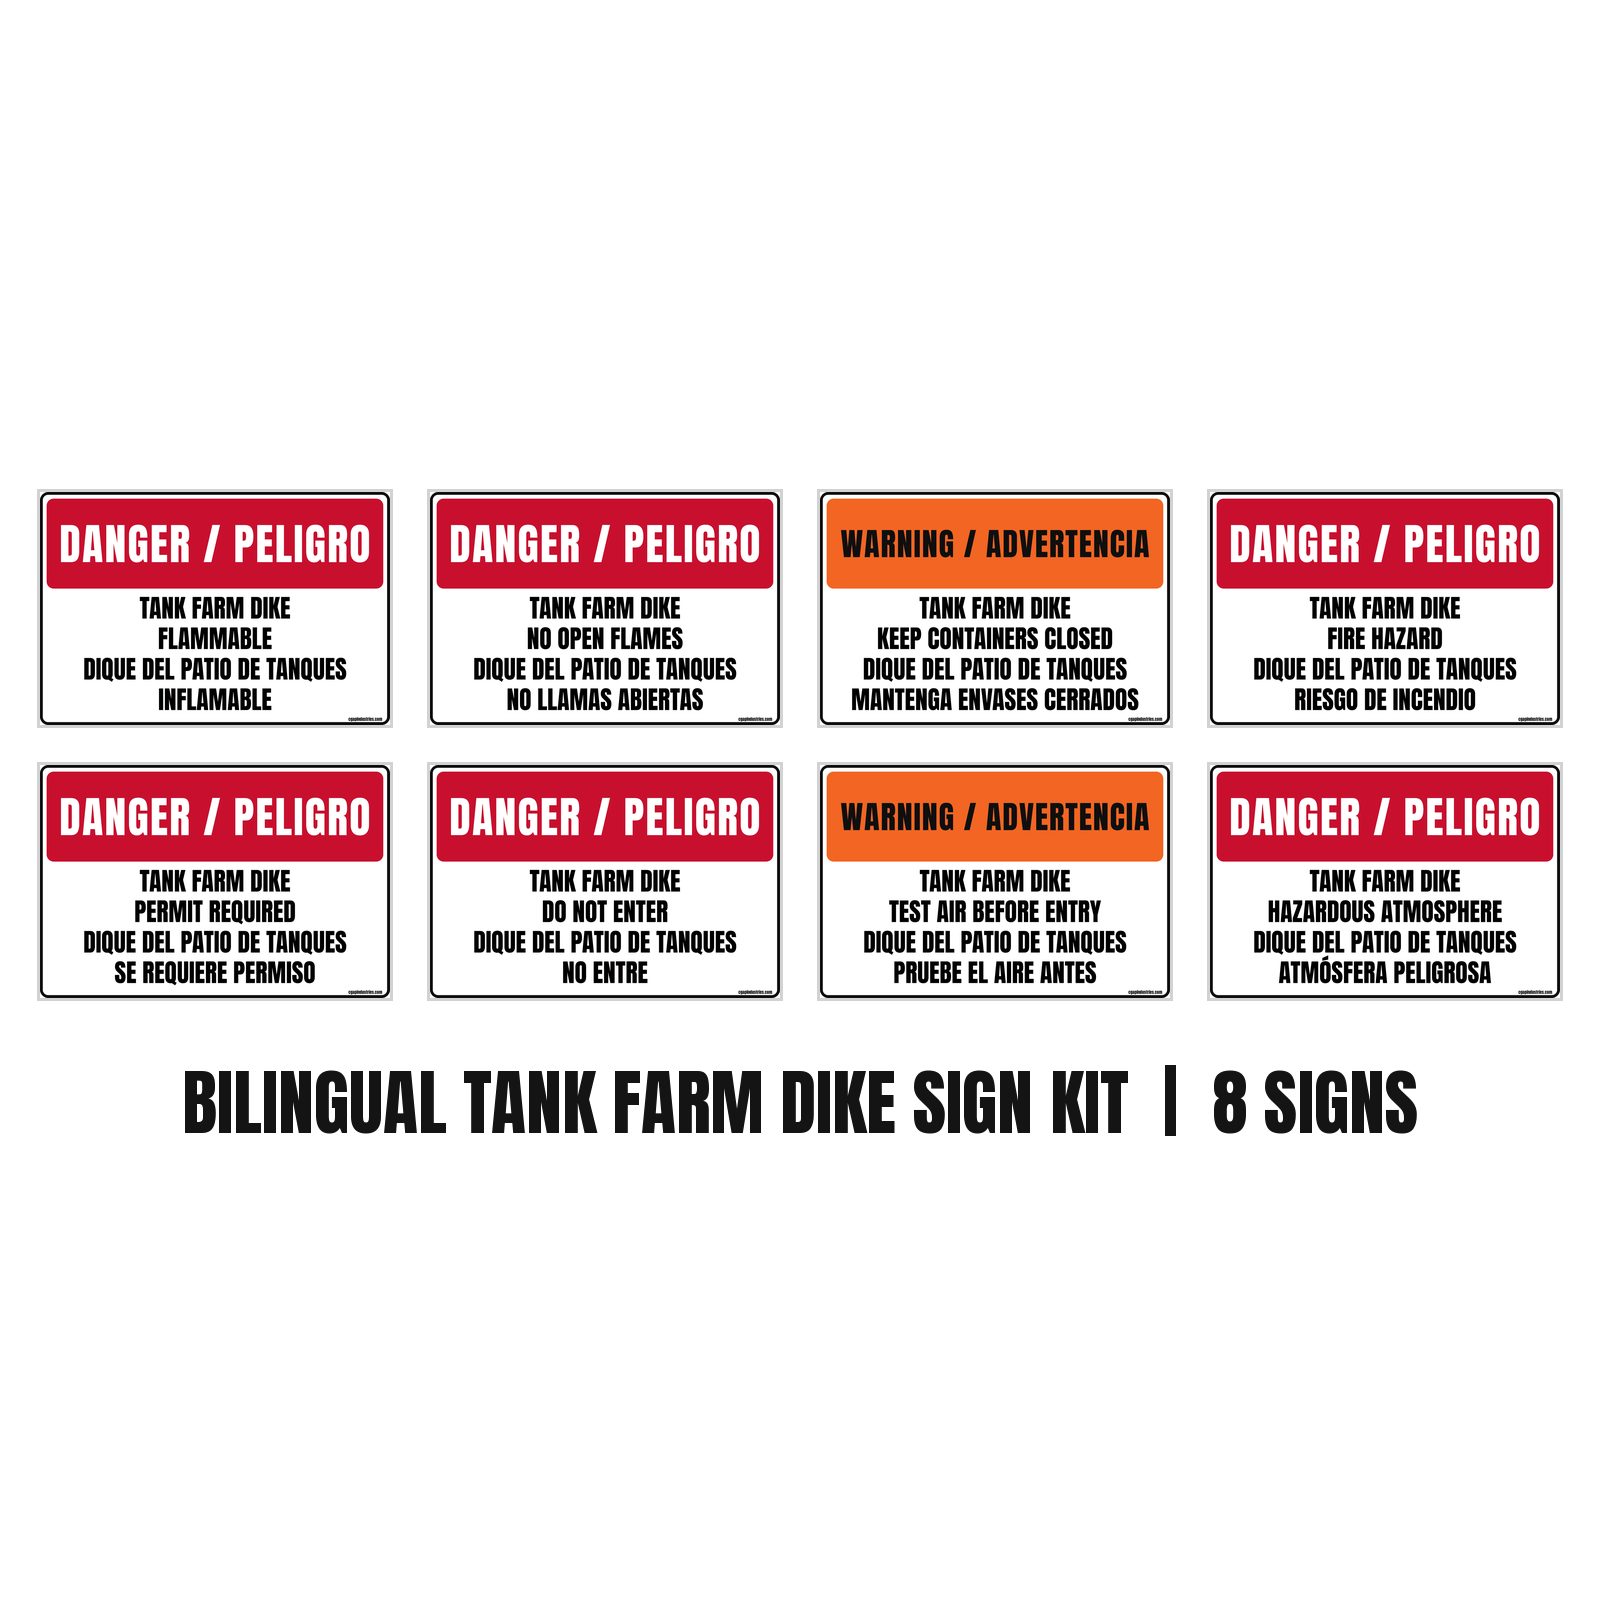 DANGER / PELIGRO
TANK FARM DIKE
FLAMMABLE
DIQUE DEL PATIO DE TANQUES
INFLAMABLE
cgaphindustries.com
DANGER / PELIGRO
TANK FARM DIKE
NO OPEN FLAMES
DIQUE DEL PATIO DE TANQUES
NO LLAMAS ABIERTAS
WARNING / ADVERTENCIA
TANK FARM DIKE
KEEP CONTAINERS CLOSED
DIQUE DEL PATIO DE TANQUES
MANTENGA ENVASES CERRADOS
DANGER / PELIGRO
TANK FARM DIKE
FIRE HAZARD
DIQUE DEL PATIO DE TANQUES
RIESGO DE INCENDIO
DANGER / PELIGRO
TANK FARM DIKE
PERMIT REQUIRED
DIQUE DEL PATIO DE TANQUES
SE REQUIERE PERMISO
DANGER / PELIGRO
TANK FARM DIKE
DO NOT ENTER
DIQUE DEL PATIO DE TANQUES
NO ENTRE
WARNING / ADVERTENCIA
TANK FARM DIKE
TEST AIR BEFORE ENTRY
DIQUE DEL PATIO DE TANQUES
PRUEBE EL AIRE ANTES
DANGER / PELIGRO
TANK FARM DIKE
HAZARDOUS ATMOSPHERE
DIQUE DEL PATIO DE TANQUES
ATMÓSFERA PELIGROSA
BILINGUAL TANK FARM DIKE SIGN KIT | 8 SIGNS